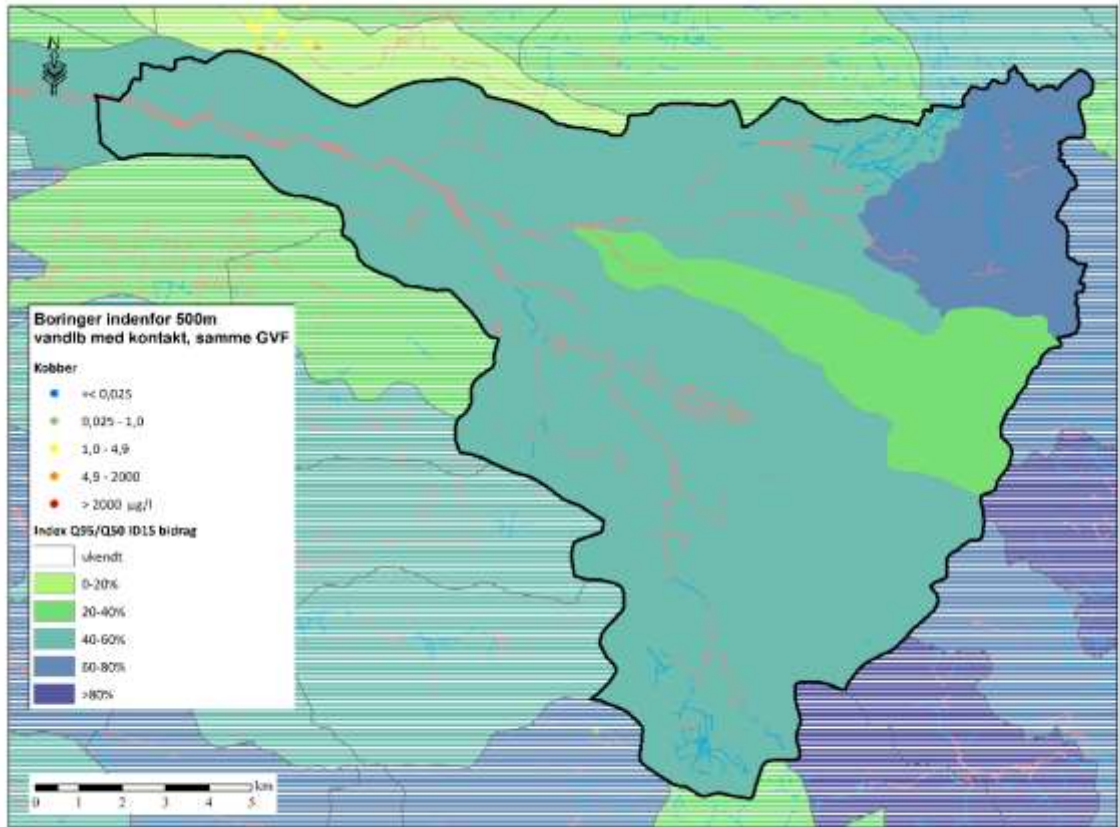 N
Boringer indenfor 500m
vandlb med kontakt, samme GVF
Kobber
=< 0,025
0,025 - 1,0
1,0 - 4,9
4,9 - 2000
> 2000 µg/l
Index Q95/Q50 ID15 bidrag
ukendt
0-20%
20-40%
40-60%
60-80%
>80%
km
0 1 2 3 4 5